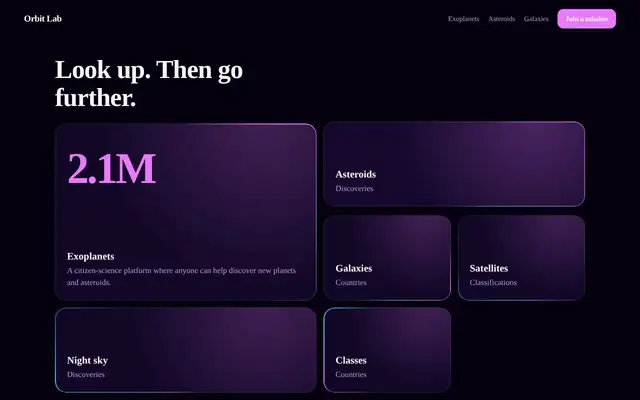 Orbit Lab
Exoplanets
Asteroids
Galaxies
Join a mission
Look up. Then go
further.
2.1M
Exoplanets
A citizen-science platform where anyone can help discover new planets
and asteroids.
Asteroids
Discoveries
Galaxies
Countries
Satellites
Classifications
Night sky
Discoveries
Classes
Countries